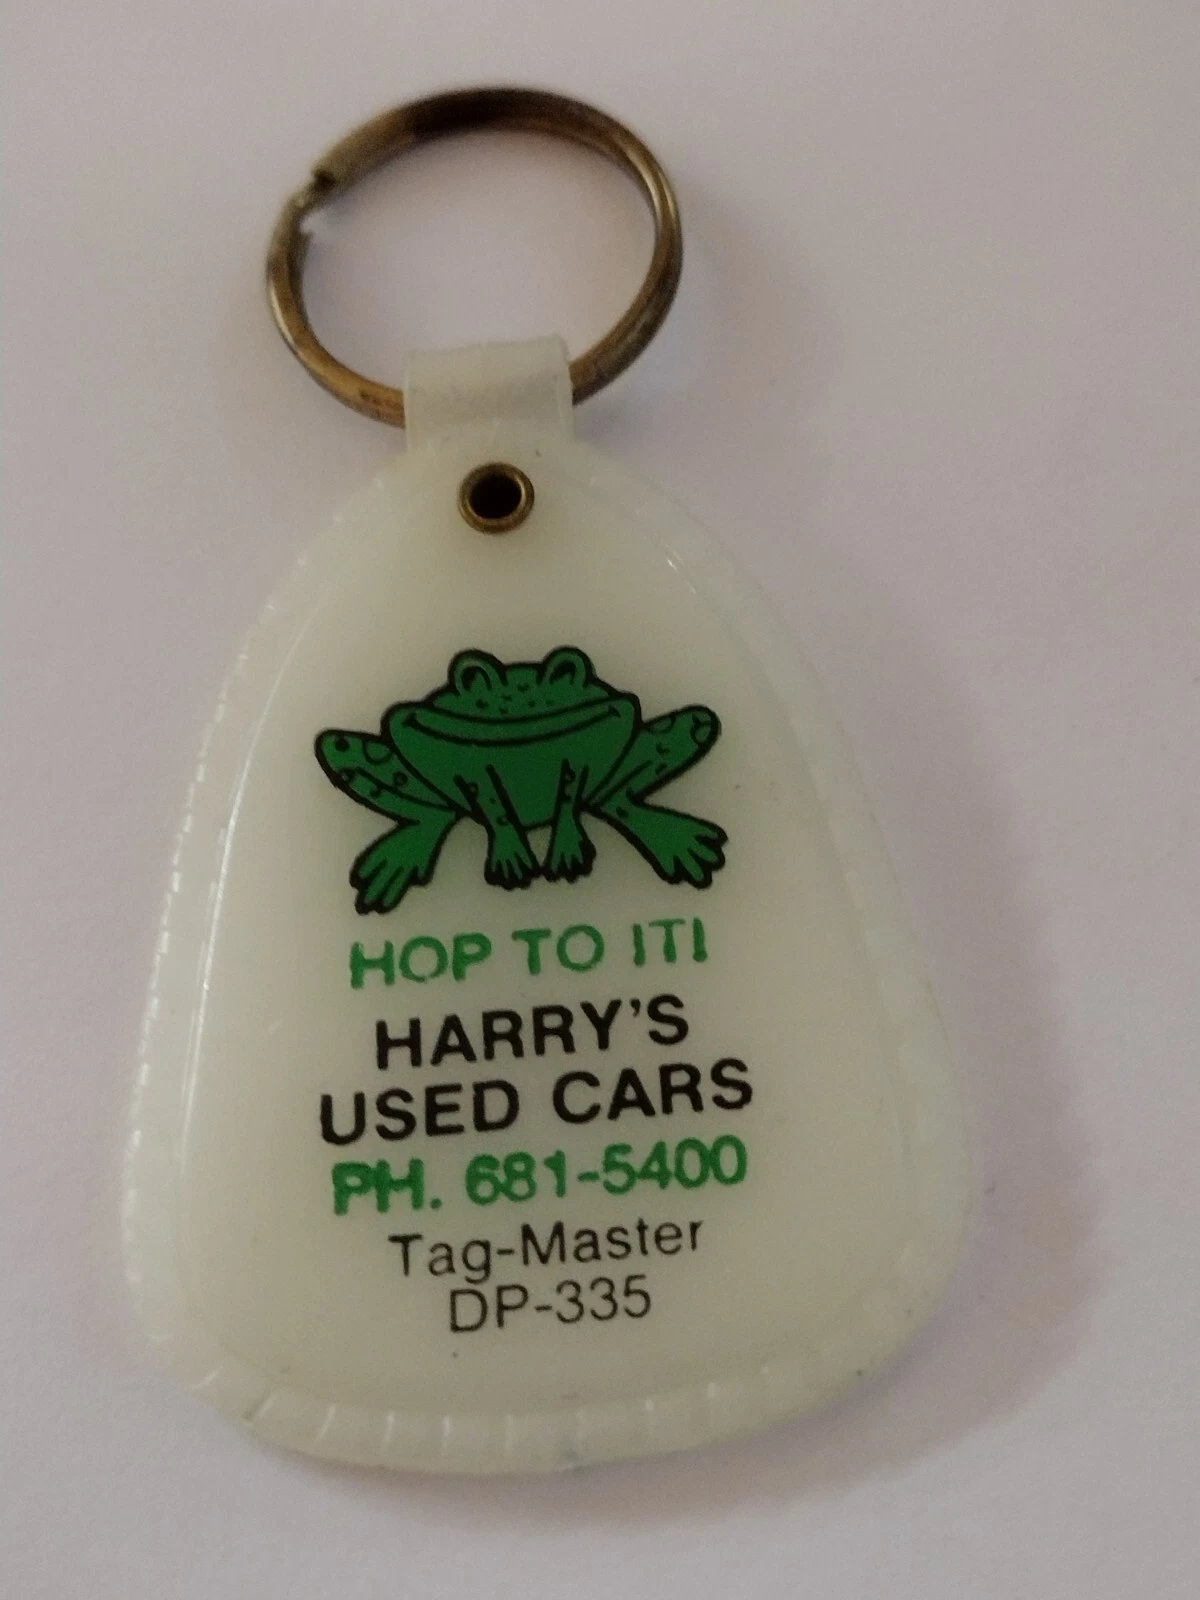 HOP TO IT!
HARRY'S
USED CARS
PH. 681-5400
Tag-Master
DP-335